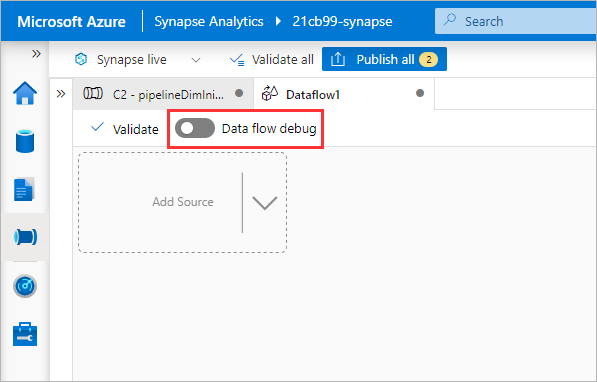 Microsoft Azure Synapse Analytics > 21cb99-synapse Search
» Synapse live Validate all Publish all 2
» C2 - pipelineDimIni... Dataflow1
Validate Data flow debug
Add Source